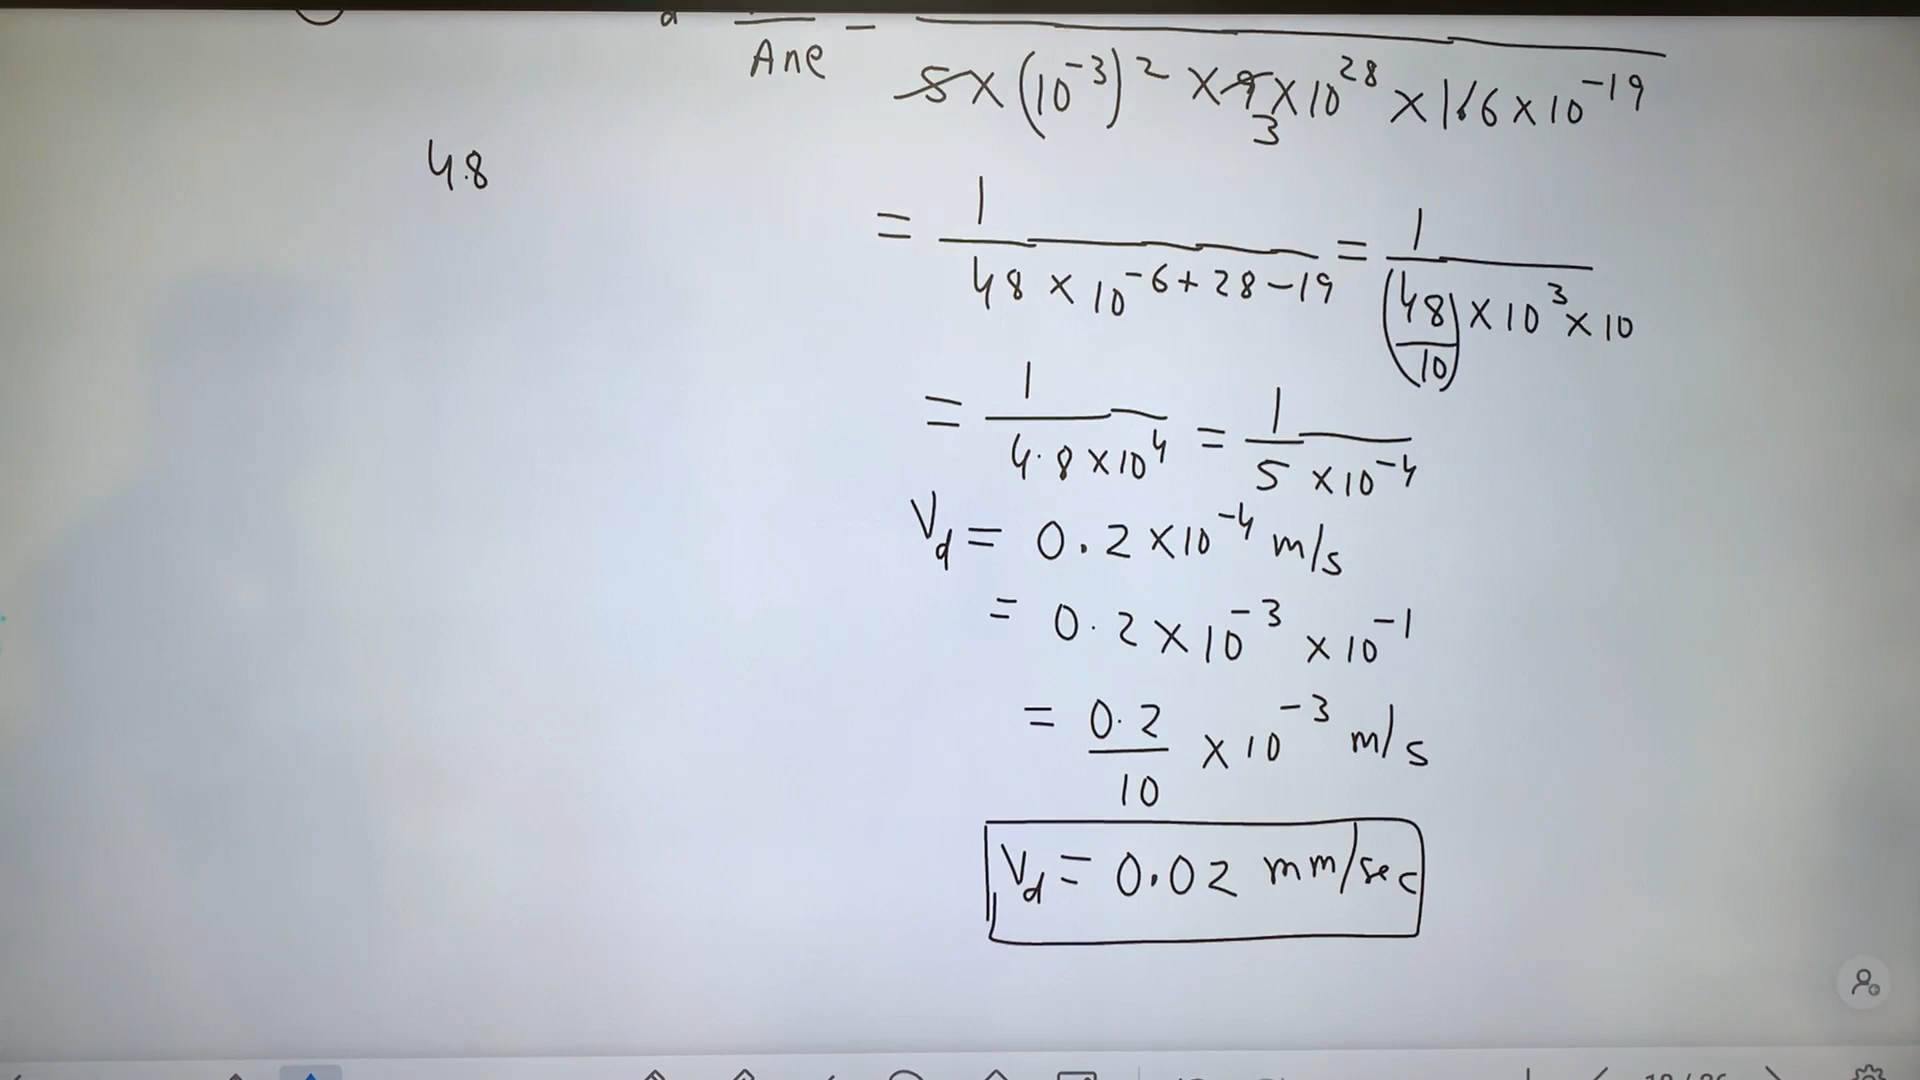 Ane
5 × (10⁻³)² × 9 × 10²⁸ × 1.6 × 10⁻¹⁹
3
4.8
= 1 / 48 × 10⁻⁶⁺²⁸⁻¹⁹ = 1 / (48/10) × 10³ × 10
= 1 / 4.8 × 10⁴ = 1 / 5 × 10⁻⁴
Vd = 0.2 × 10⁻⁴ m/s
= 0.2 × 10⁻³ × 10⁻¹
= 0.2 / 10 × 10⁻³ m/s
Vd = 0.02 mm/sec